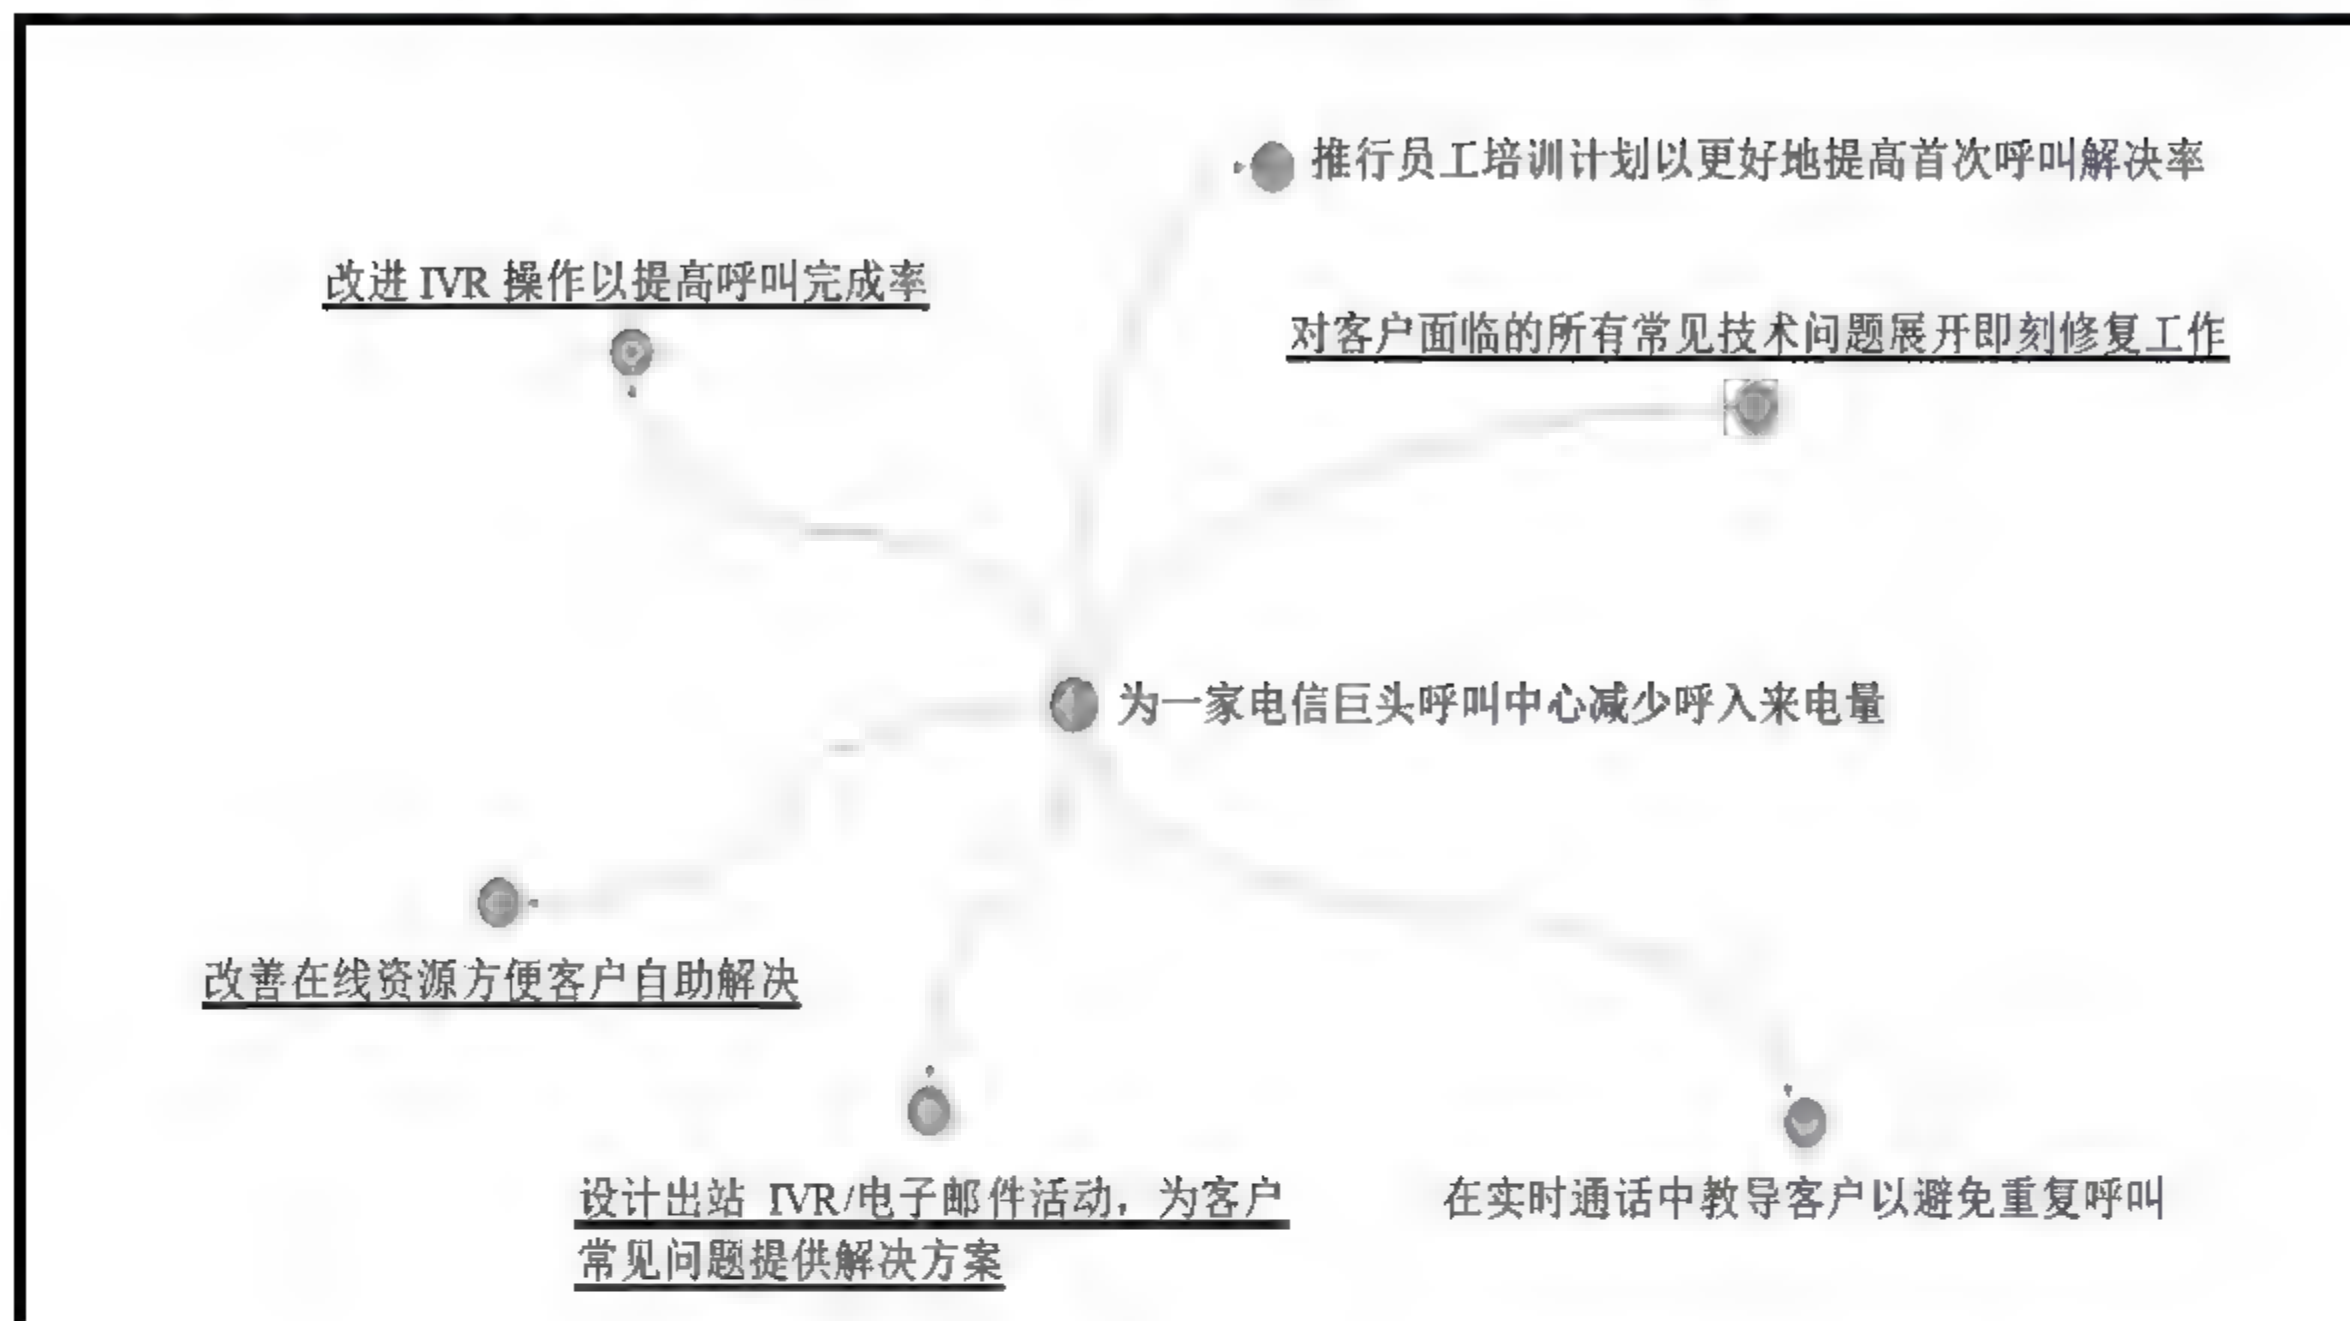 推行员工培训计划以更好地提高首次呼叫解决率
改进 IVR 操作以提高呼叫完成率
对客户面临的所有常见技术问题展开即刻修复工作
为一家电信巨头呼叫中心减少呼入来电量
改善在线资源方便客户自助解决
设计出站 IVR/电子邮件活动，为客户
常见问题提供解决方案
在实时通话中教导客户以避免重复呼叫